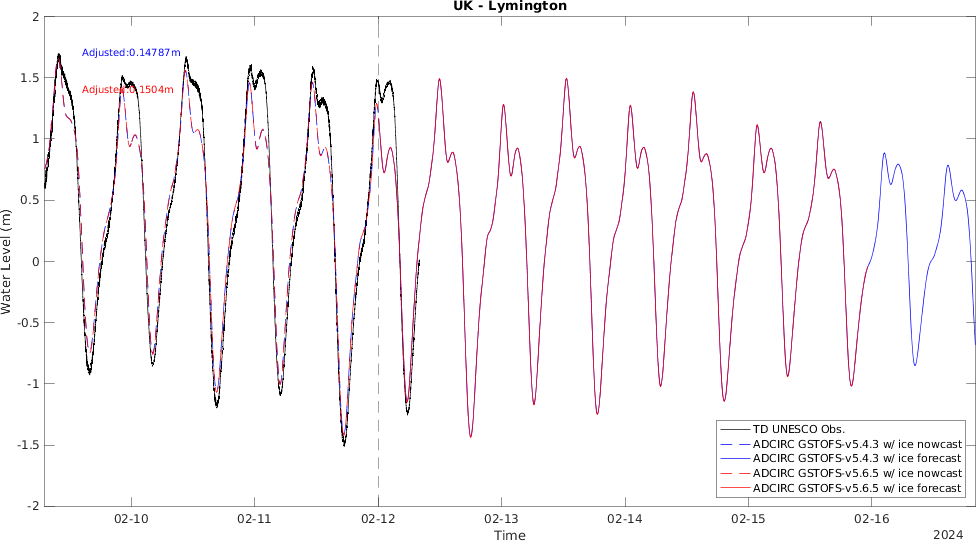 UK - Lymington
2
1.5
1
0.5
0
-0.5
-1
-1.5
-2
Water Level (m)
Adjusted:0.14787m
Adjusted:0.1504m
TD UNESCO Obs.
ADCIRC GSTOFS-v5.4.3 w/ ice nowcast
ADCIRC GSTOFS-v5.4.3 w/ ice forecast
ADCIRC GSTOFS-v5.6.5 w/ ice nowcast
ADCIRC GSTOFS-v5.6.5 w/ ice forecast
02-10 02-11 02-12 02-13 02-14 02-15 02-16
Time
2024